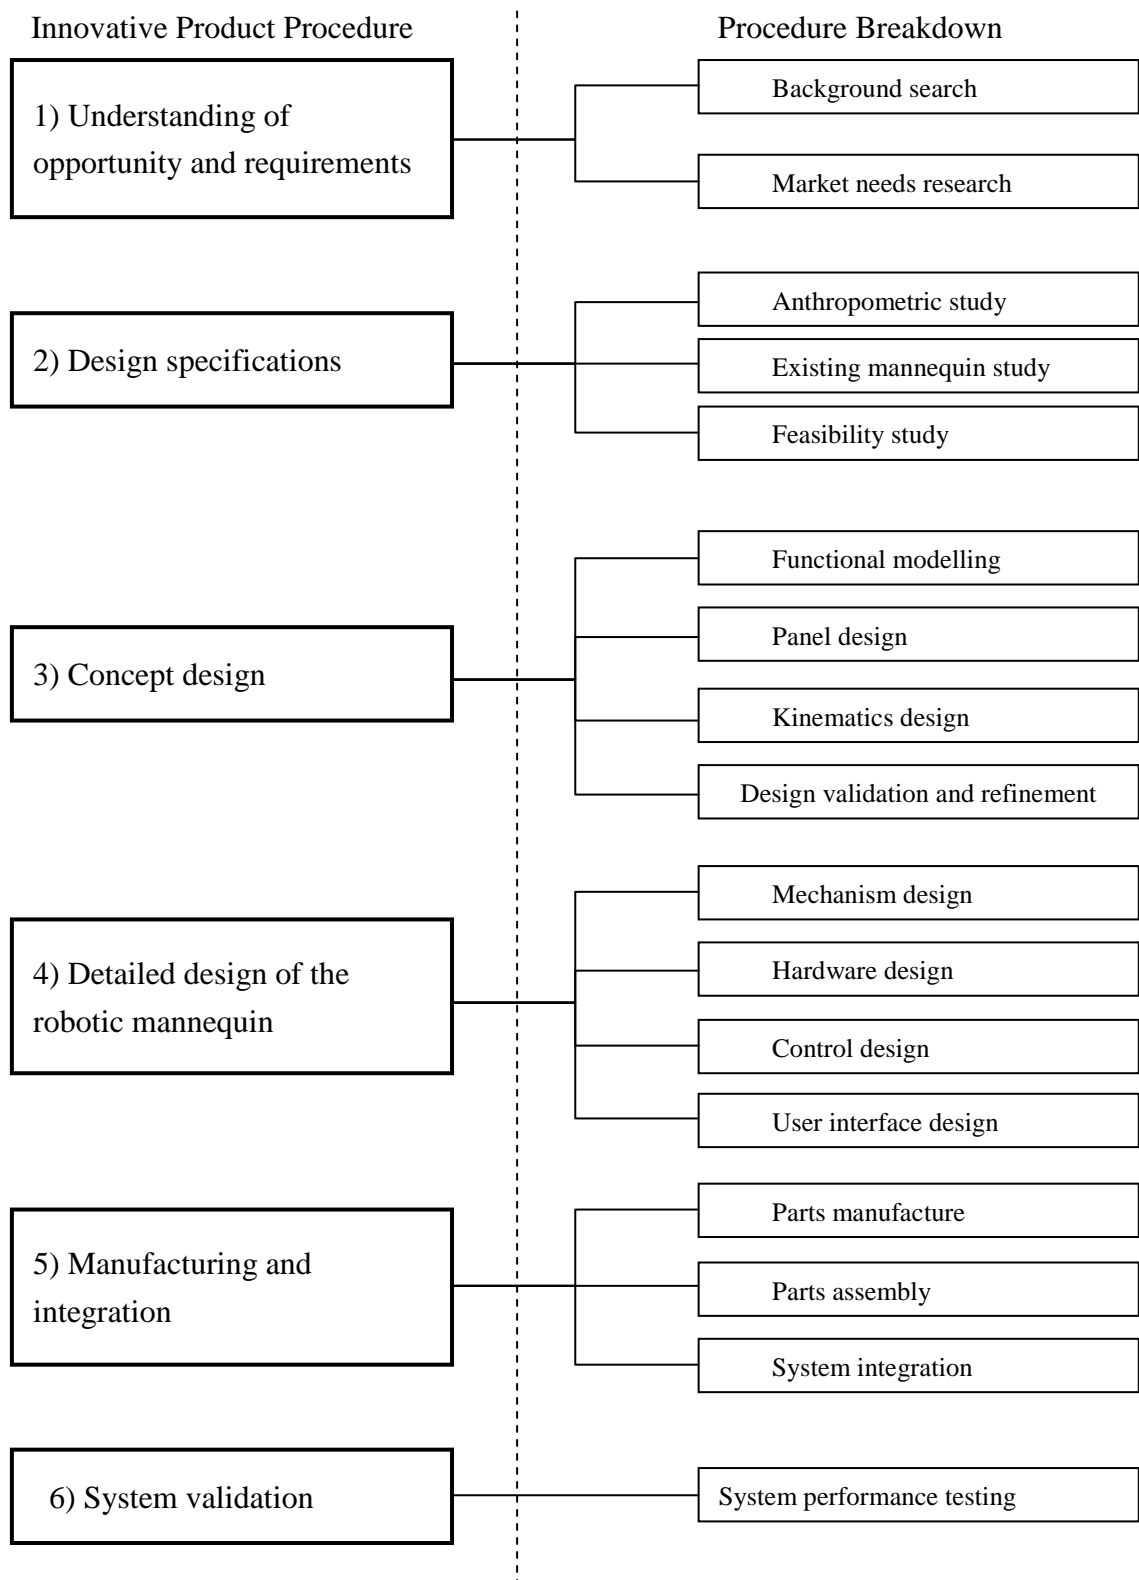 Innovative Product Procedure
Procedure Breakdown
1) Understanding of
opportunity and requirements
Background search
Market needs research
2) Design specifications
Anthropometric study
Existing mannequin study
Feasibility study
3) Concept design
Functional modelling
Panel design
Kinematics design
Design validation and refinement
4) Detailed design of the
robotic mannequin
Mechanism design
Hardware design
Control design
User interface design
5) Manufacturing and
integration
Parts manufacture
Parts assembly
System integration
6) System validation
System performance testing